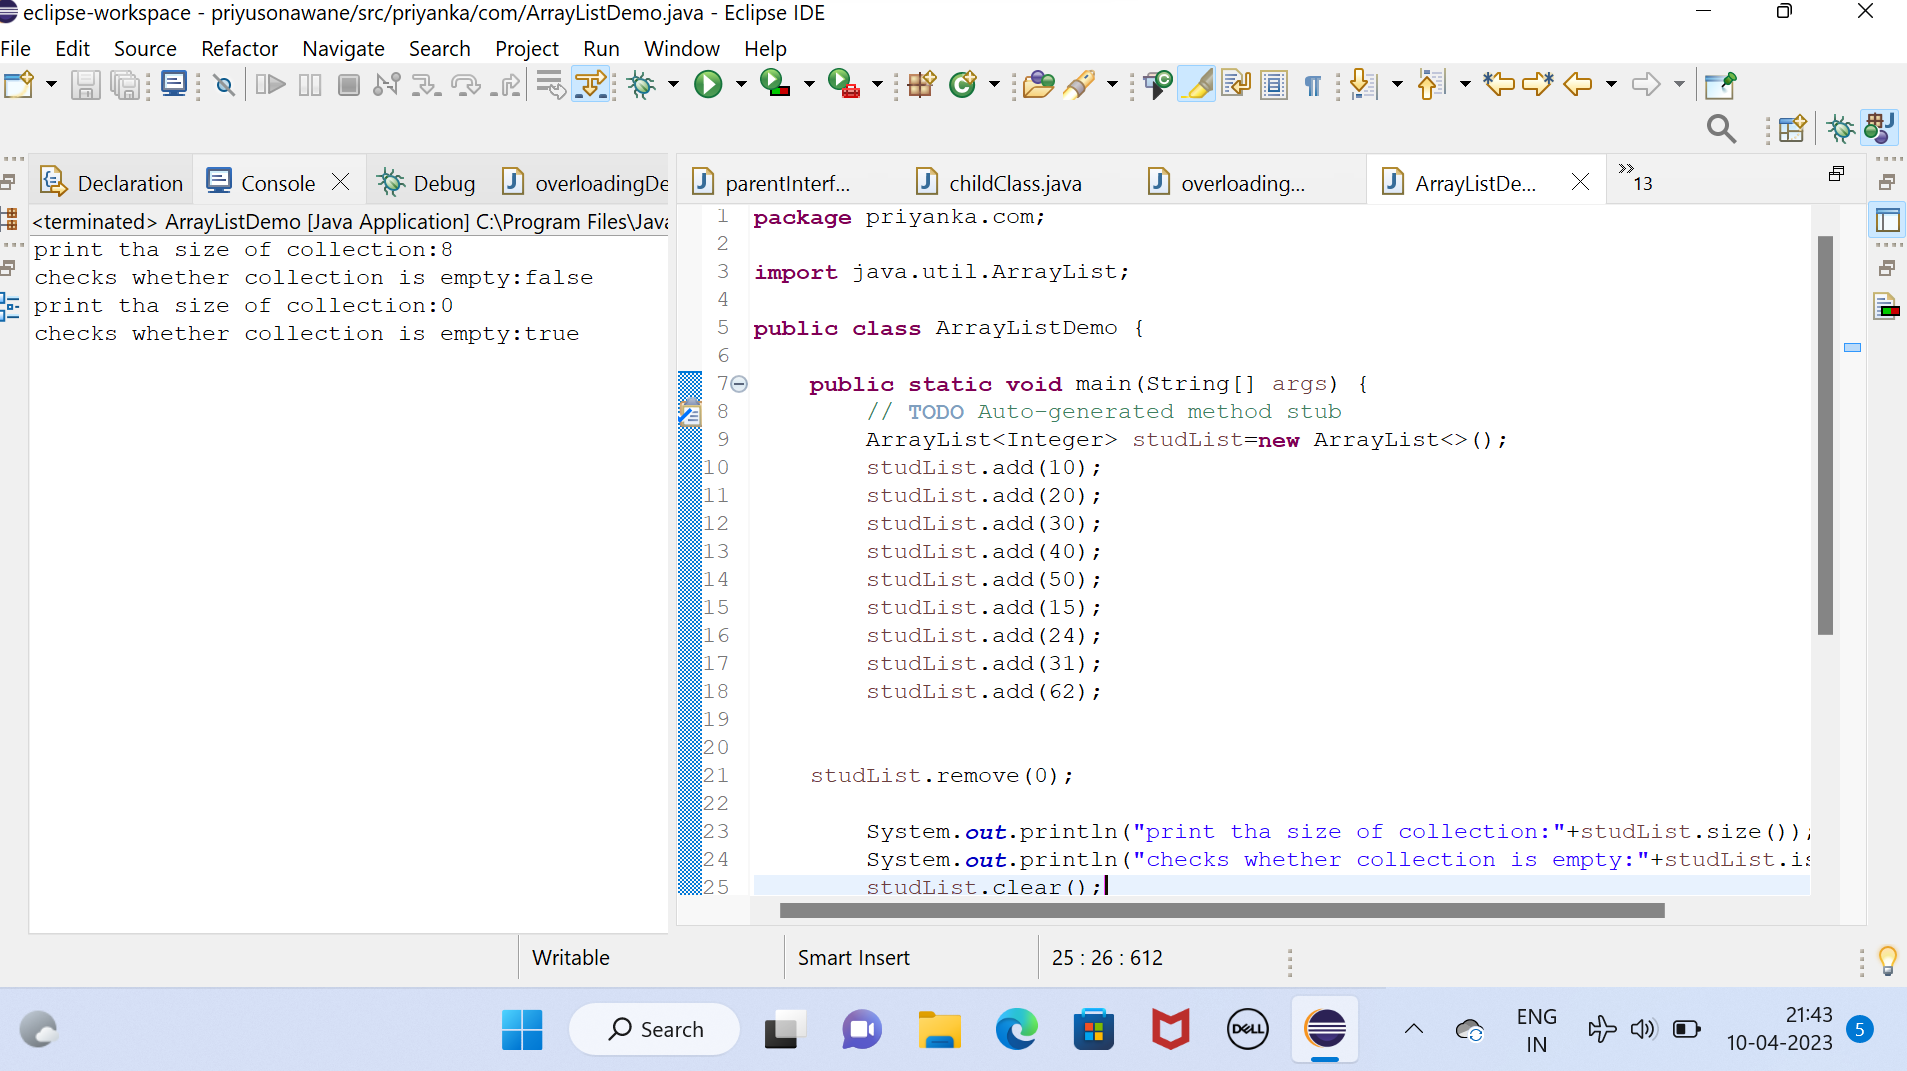 eclipse-workspace - priyusonawane/src/priyanka/com/ArrayListDemo.java - Eclipse IDE
File Edit Source Refactor Navigate Search Project Run Window Help
Declaration Console Debug overloadingDe
<terminated> ArrayListDemo [Java Application] C:\Program Files\Java
print tha size of collection:8
checks whether collection is empty:false
print tha size of collection:0
checks whether collection is empty:true
parentInterf... childClass.java overloading... ArrayListDe... »13
1 package priyanka.com;
2
3 import java.util.ArrayList;
4
5 public class ArrayListDemo {
6
7 public static void main(String[] args) {
8 // TODO Auto-generated method stub
9 ArrayList<Integer> studList=new ArrayList<>();
10 studList.add(10);
11 studList.add(20);
12 studList.add(30);
13 studList.add(40);
14 studList.add(50);
15 studList.add(15);
16 studList.add(24);
17 studList.add(31);
18 studList.add(62);
19
20
21 studList.remove(0);
22
23 System.out.println("print tha size of collection:"+studList.size());
24 System.out.println("checks whether collection is empty:"+studList.is
25 studList.clear();
Writable Smart Insert 25 : 26 : 612
Search
DELL
ENG
IN
21:43
10-04-2023
5